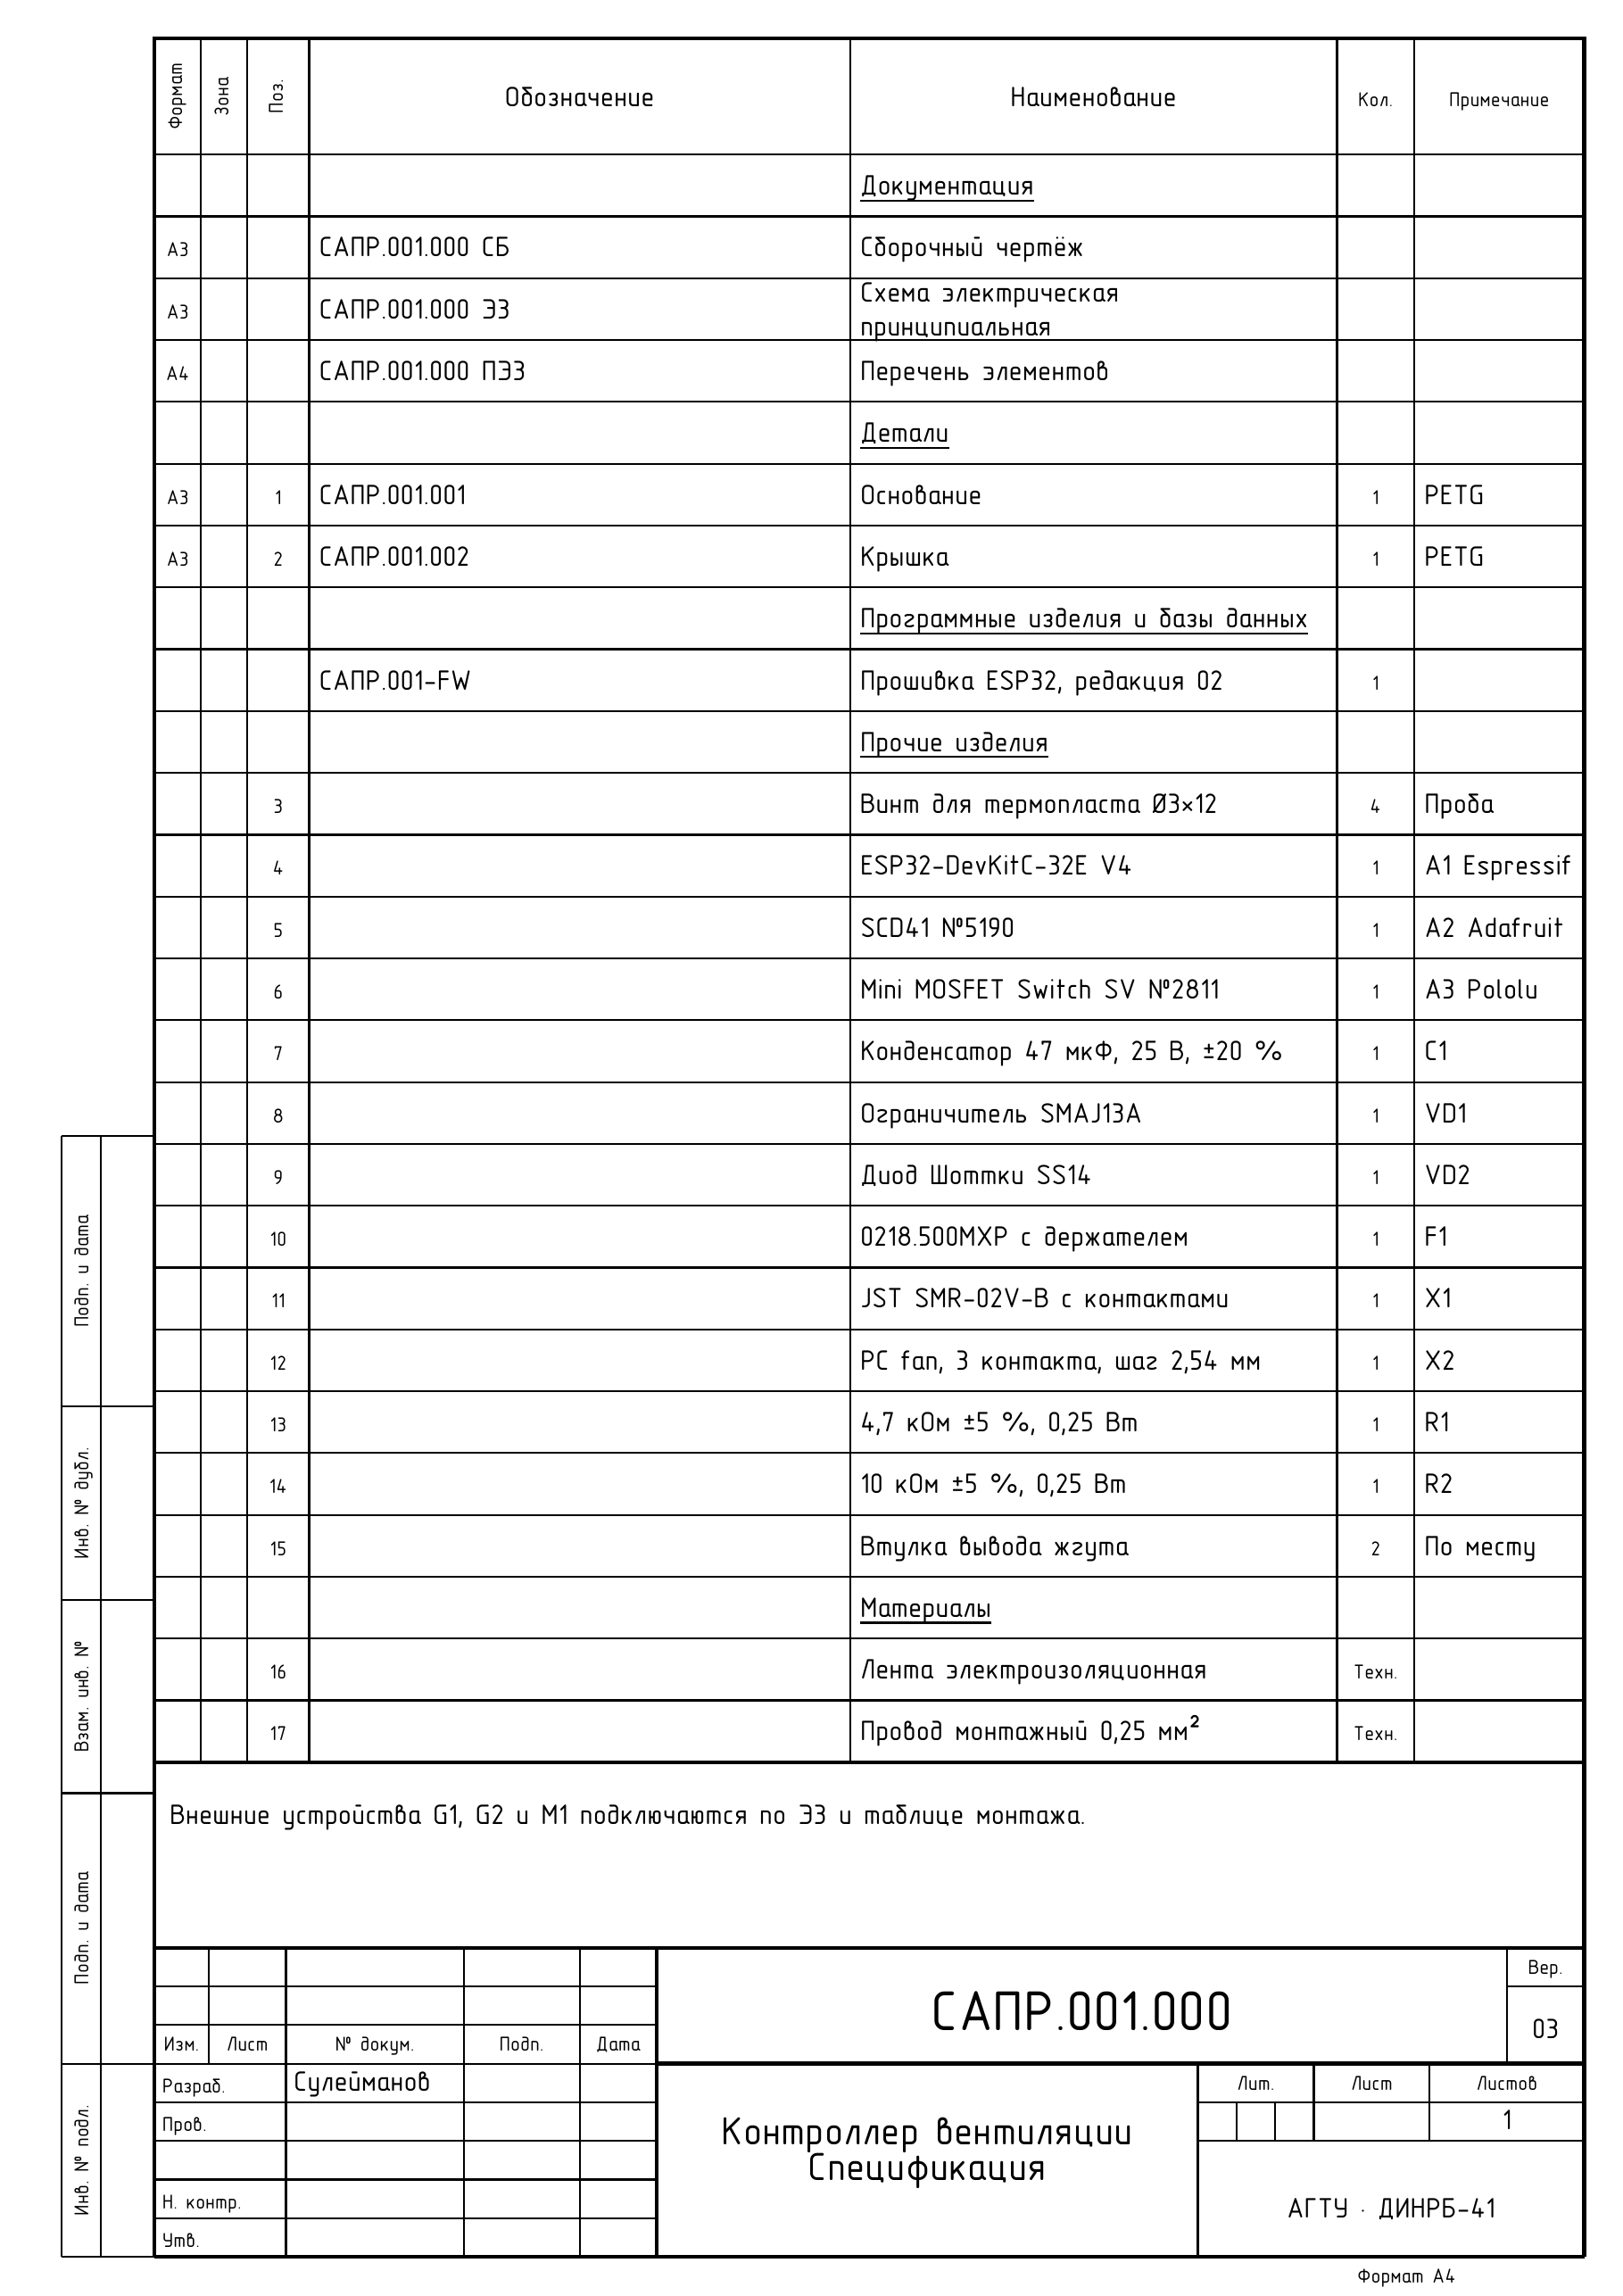 Формат Зона Поз. Обозначение Наименование Кол. Примечание
Документация
А3 САПР.001.000 СБ Сборочный чертёж
А3 САПР.001.000 Э3 Схема электрическая
принципиальная
А4 САПР.001.000 ПЭ3 Перечень элементов
Детали
А3 1 САПР.001.001 Основание 1 PETG
А3 2 САПР.001.002 Крышка 1 PETG
Программные изделия и базы данных
САПР.001-FW Прошивка ESP32, редакция 02 1
Прочие изделия
3 Винт для термопласта Ø3×12 4 Проба
4 ESP32-DevKitC-32E V4 1 A1 Espressif
5 SCD41 №5190 1 A2 Adafruit
6 Mini MOSFET Switch SV №2811 1 A3 Pololu
7 Конденсатор 47 мкФ, 25 В, ±20 % 1 C1
8 Ограничитель SMAJ13A 1 VD1
9 Диод Шоттки SS14 1 VD2
10 0218.500MXP с держателем 1 F1
11 JST SMR-02V-B с контактами 1 X1
12 PC fan, 3 контакта, шаг 2,54 мм 1 X2
13 4,7 кОм ±5 %, 0,25 Вт 1 R1
14 10 кОм ±5 %, 0,25 Вт 1 R2
15 Втулка вывода жгута 2 По месту
Материалы
16 Лента электроизоляционная Техн.
17 Провод монтажный 0,25 мм² Техн.
Внешние устройства G1, G2 и M1 подключаются по Э3 и таблице монтажа.
Подп. и дата
Инв. № дубл.
Взам. инв. №
Подп. и дата
Инв. № подл.
Изм. Лист № докум. Подп. Дата
Разраб. Сулейманов
Пров.
Н. контр.
Утв.
САПР.001.000
Вер.
03
Контроллер вентиляции
Спецификация
Лит. Лист Листов
1
АГТУ · ДИНРБ-41
Формат А4